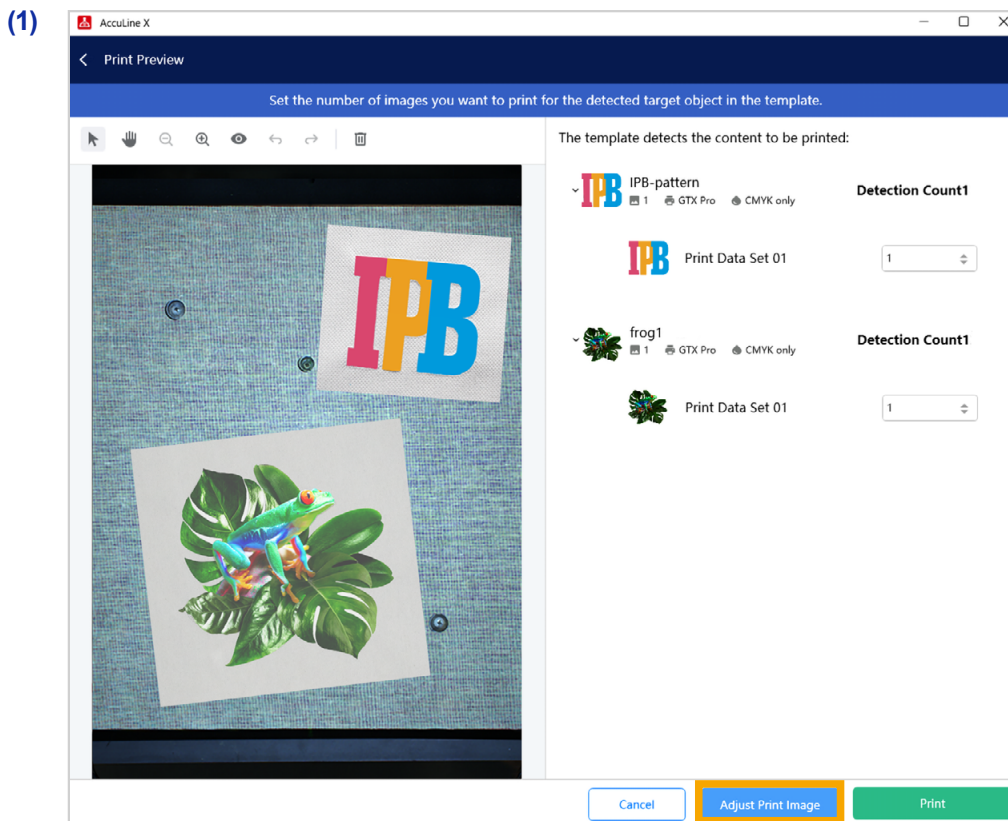 (1)
AccuLine X
Print Preview
Set the number of images you want to print for the detected target object in the template.
The template detects the content to be printed:
IPB
IPB-pattern
1 GTX Pro CMYK only
Detection Count1
IPB
Print Data Set 01
1
IPB
frog1
1 GTX Pro CMYK only
Detection Count1
Print Data Set 01
1
Cancel
Adjust Print Image
Print